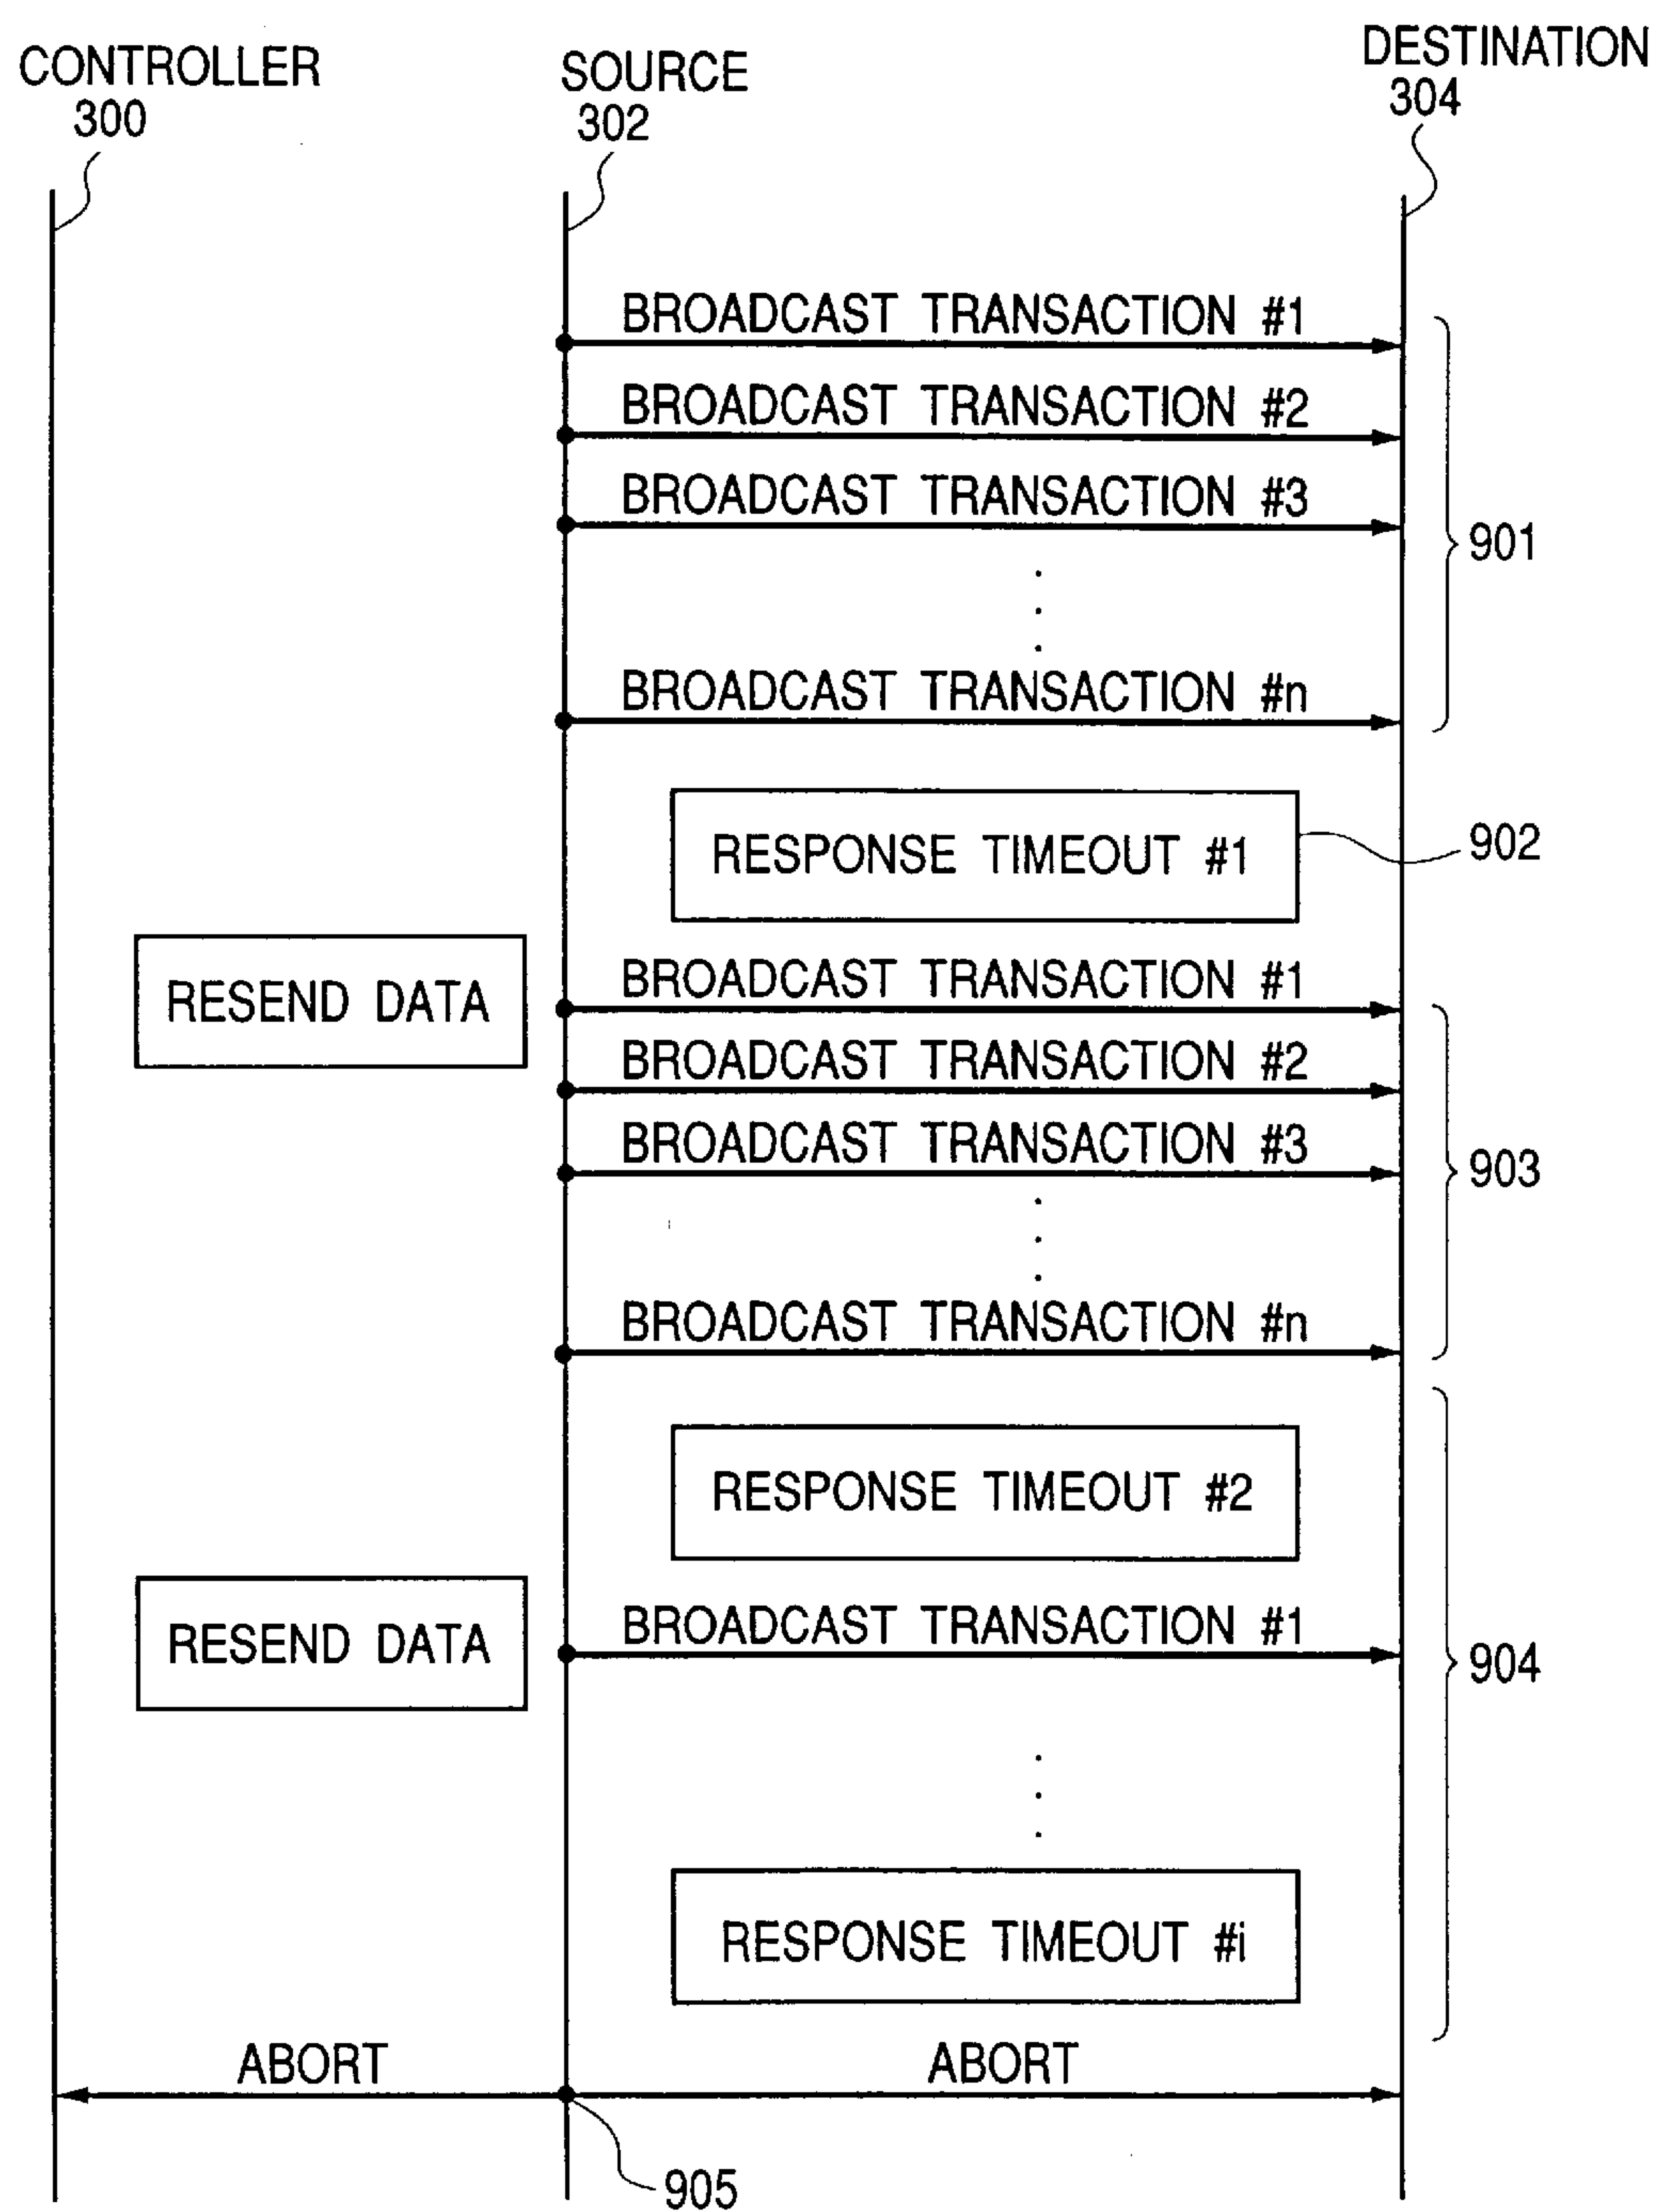 CONTROLLER
300
SOURCE
302
DESTINATION
304
BROADCAST TRANSACTION #1
BROADCAST TRANSACTION #2
BROADCAST TRANSACTION #3
901
BROADCAST TRANSACTION #n
RESPONSE TIMEOUT #1
902
RESEND DATA
BROADCAST TRANSACTION #1
BROADCAST TRANSACTION #2
BROADCAST TRANSACTION #3
903
BROADCAST TRANSACTION #n
RESPONSE TIMEOUT #2
RESEND DATA
BROADCAST TRANSACTION #1
904
RESPONSE TIMEOUT #i
ABORT
ABORT
905